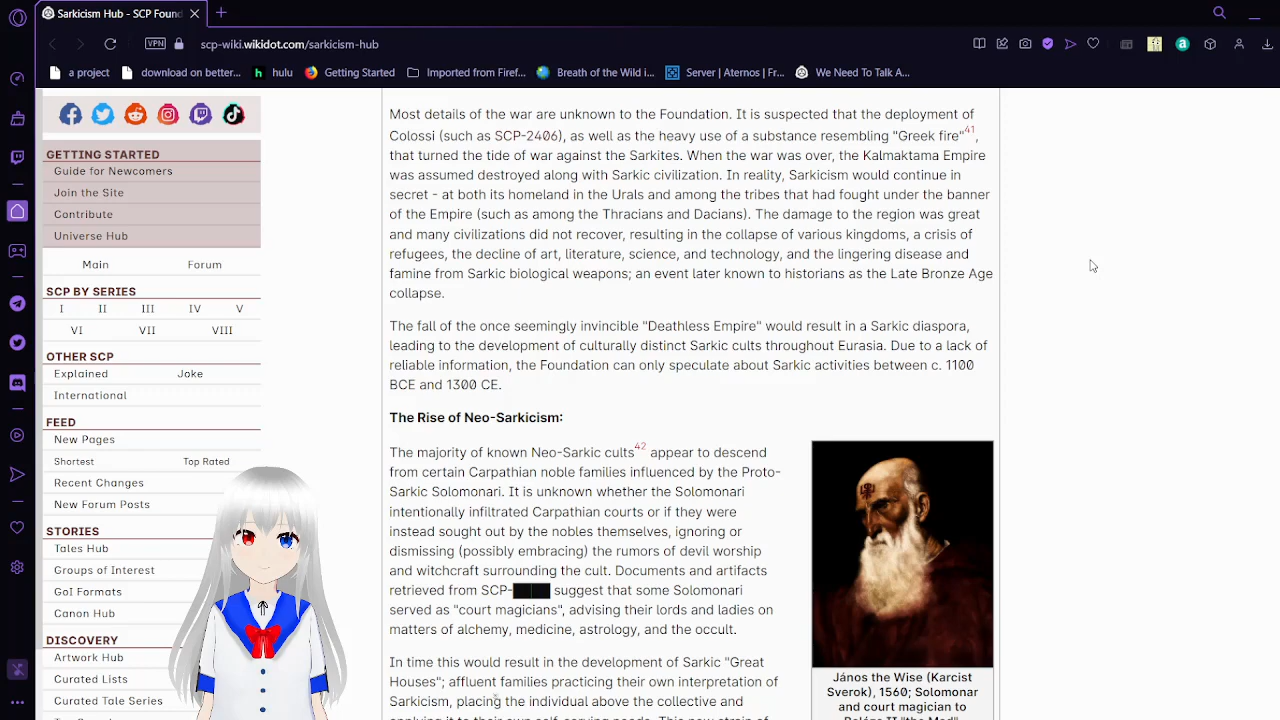 Sarkicism Hub - SCP Found
scp-wiki.wikidot.com/sarkicism-hub
VPN
a project
download on better...
hulu
Getting Started
Imported from Firef...
Breath of the Wild i...
Server | Aternos | Fr...
We Need To Talk A...
GETTING STARTED
Guide for Newcomers
Join the Site
Contribute
Universe Hub
Main Forum
SCP BY SERIES
I II III IV V
VI VII VIII
OTHER SCP
Explained Joke
International
FEED
New Pages
Shortest Top Rated
Recent Changes
New Forum Posts
STORIES
Tales Hub
Groups of Interest
GoI Formats
Canon Hub
DISCOVERY
Artwork Hub
Curated Lists
Curated Tale Series
Most details of the war are unknown to the Foundation. It is suspected that the deployment of
Colossi (such as SCP-2406), as well as the heavy use of a substance resembling "Greek fire"41,
that turned the tide of war against the Sarkites. When the war was over, the Kalmaktama Empire
was assumed destroyed along with Sarkic civilization. In reality, Sarkicism would continue in
secret - at both its homeland in the Urals and among the tribes that had fought under the banner
of the Empire (such as among the Thracians and Dacians). The damage to the region was great
and many civilizations did not recover, resulting in the collapse of various kingdoms, a crisis of
refugees, the decline of art, literature, science, and technology, and the lingering disease and
famine from Sarkic biological weapons; an event later known to historians as the Late Bronze Age
collapse.
The fall of the once seemingly invincible "Deathless Empire" would result in a Sarkic diaspora,
leading to the development of culturally distinct Sarkic cults throughout Eurasia. Due to a lack of
reliable information, the Foundation can only speculate about Sarkic activities between c. 1100
BCE and 1300 CE.
The Rise of Neo-Sarkicism:
The majority of known Neo-Sarkic cults42 appear to descend
from certain Carpathian noble families influenced by the Proto-
Sarkic Solomonari. It is unknown whether the Solomonari
intentionally infiltrated Carpathian courts or if they were
instead sought out by the nobles themselves, ignoring or
dismissing (possibly embracing) the rumors of devil worship
and witchcraft surrounding the cult. Documents and artifacts
retrieved from SCP-██ suggest that some Solomonari
served as "court magicians", advising their lords and ladies on
matters of alchemy, medicine, astrology, and the occult.
In time this would result in the development of Sarkic "Great
Houses"; affluent families practicing their own interpretation of
Sarkicism, placing the individual above the collective and
János the Wise (Karcist
Sverok), 1560; Solomonar
and court magician to